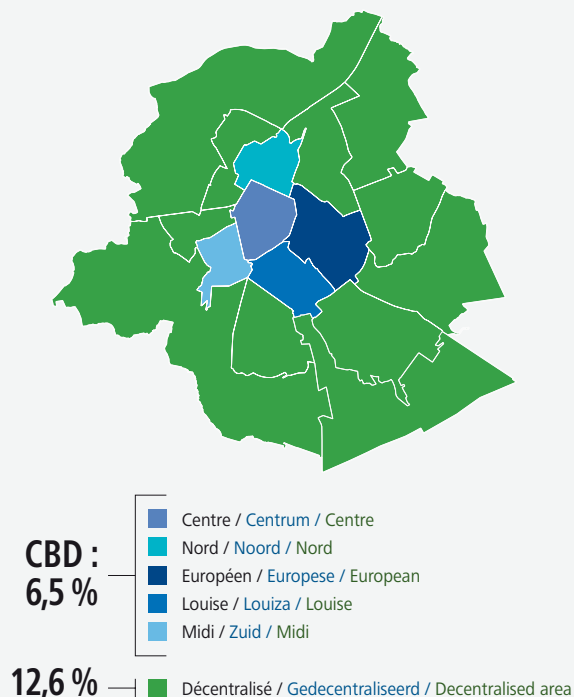 CBD :
6,5 %
Centre / Centrum / Centre
Nord / Noord / Nord
Européen / Europese / European
Louise / Louiza / Louise
Midi / Zuid / Midi
12,6 %
Décentralisé / Gedecentraliseerd / Decentralised area